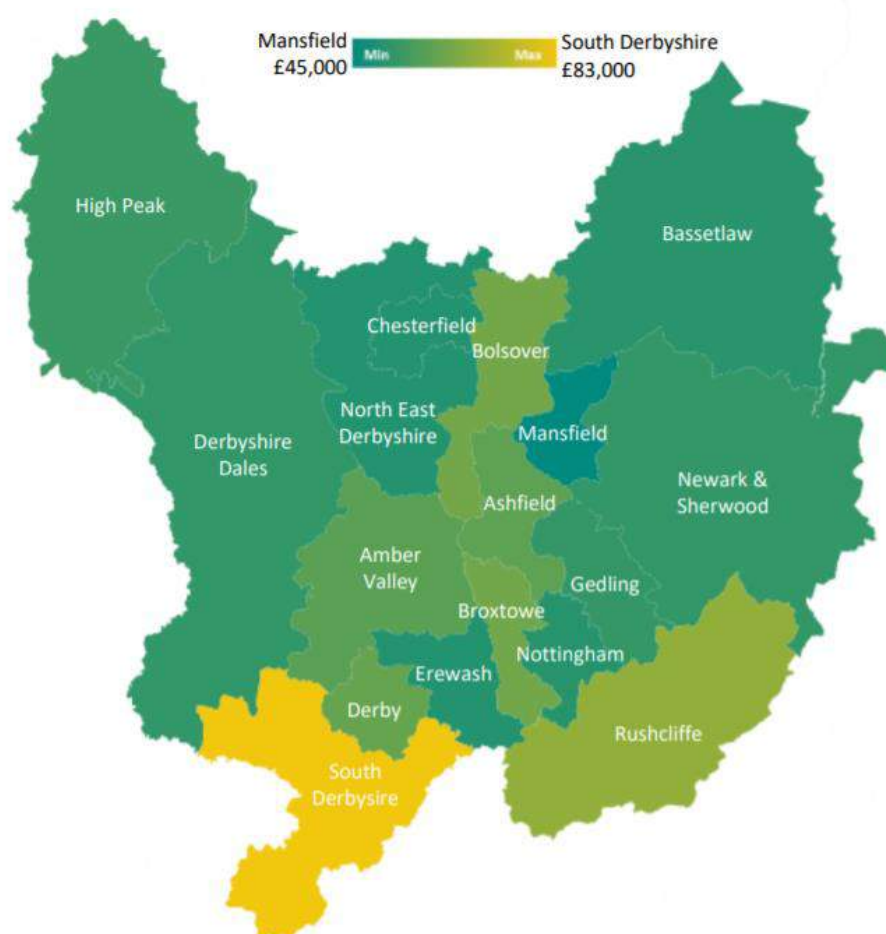 Mansfield
£45,000
Min
Max
South Derbyshire
£83,000
High Peak
Bassetlaw
Chesterfield
Bolsover
North East
Derbyshire
Mansfield
Derbyshire
Dales
Newark &
Sherwood
Ashfield
Amber
Valley
Gedling
Broxtowe
Nottingham
Erewash
Derby
Rushcliffe
South
Derbysire